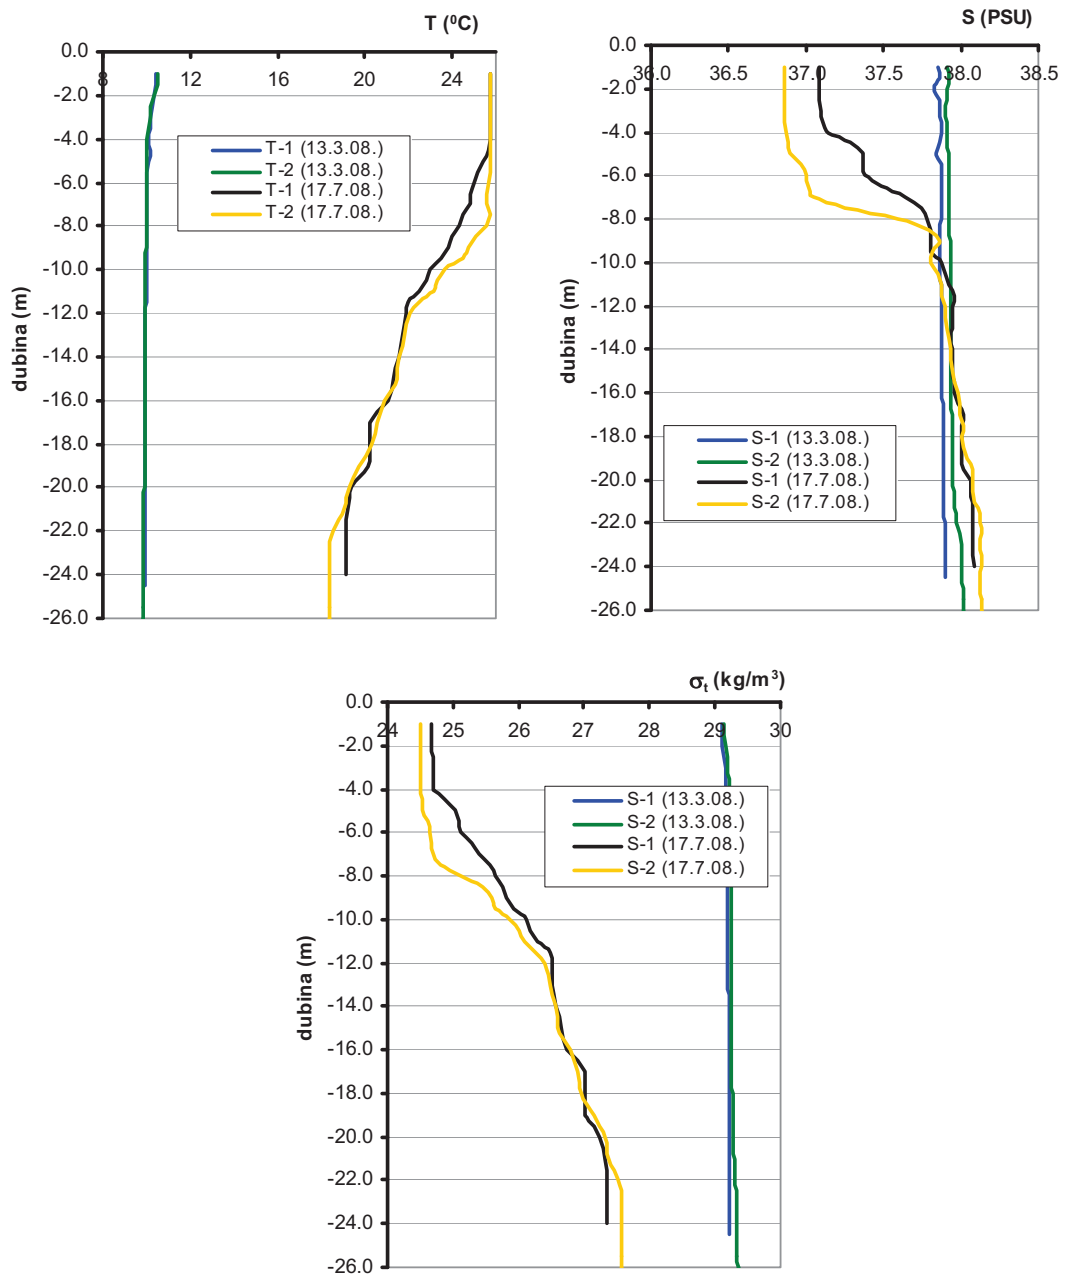 T (⁰C)
0.0
8 12 16 20 24
-2.0
-4.0
-6.0
-8.0
-10.0
-12.0
-14.0
-16.0
-18.0
-20.0
-22.0
-24.0
-26.0
dubina (m)
T-1 (13.3.08.)
T-2 (13.3.08.)
T-1 (17.7.08.)
T-2 (17.7.08.)
S (PSU)
0.0
36.0 36.5 37.0 37.5 38.0 38.5
-2.0
-4.0
-6.0
-8.0
-10.0
-12.0
-14.0
-16.0
-18.0
-20.0
-22.0
-24.0
-26.0
dubina (m)
S-1 (13.3.08.)
S-2 (13.3.08.)
S-1 (17.7.08.)
S-2 (17.7.08.)
σt (kg/m³)
0.0
24 25 26 27 28 29 30
-2.0
-4.0
-6.0
-8.0
-10.0
-12.0
-14.0
-16.0
-18.0
-20.0
-22.0
-24.0
-26.0
dubina (m)
S-1 (13.3.08.)
S-2 (13.3.08.)
S-1 (17.7.08.)
S-2 (17.7.08.)